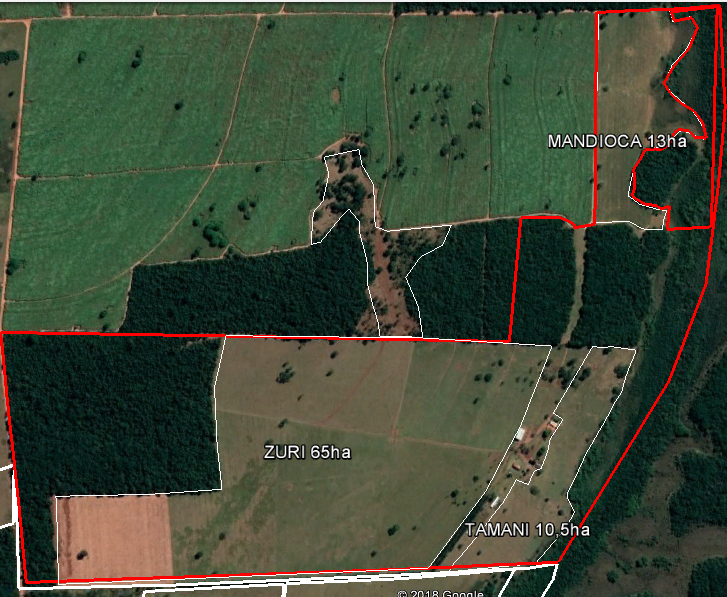 MANDIOCA 13ha
ZURI 65ha
TAMANI 10,5ha
© 2018 Google